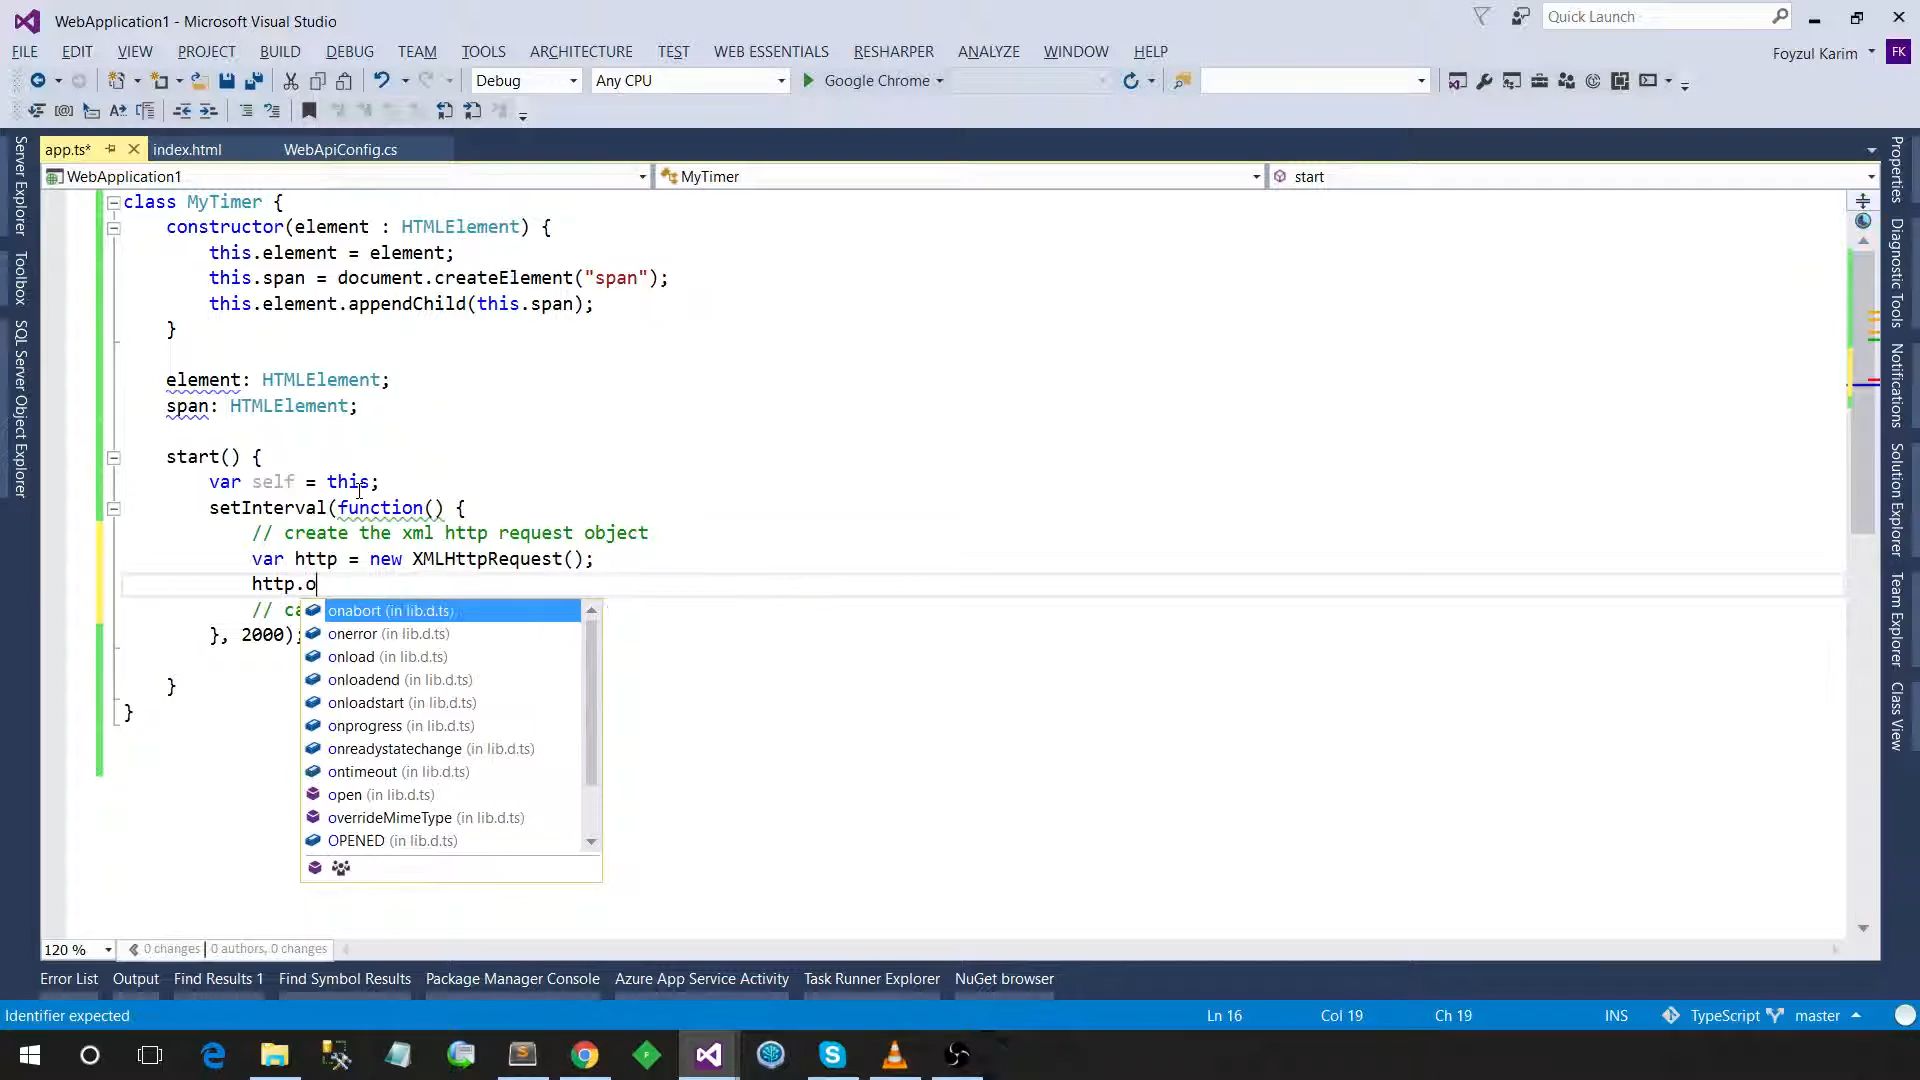 WebApplication1 - Microsoft Visual Studio
Quick Launch
FILE EDIT VIEW PROJECT BUILD DEBUG TEAM TOOLS ARCHITECTURE TEST WEB ESSENTIALS RESHARPER ANALYZE WINDOW HELP
Foyzul Karim FK
Debug Any CPU Google Chrome
app.ts* index.html WebApiConfig.cs
WebApplication1 MyTimer start
class MyTimer {
constructor(element : HTMLElement) {
this.element = element;
this.span = document.createElement("span");
this.element.appendChild(this.span);
}
element: HTMLElement;
span: HTMLElement;
start() {
var self = this;
setInterval(function() {
// create the xml http request object
var http = new XMLHttpRequest();
http.o
// ca
}, 2000);
}
}
onabort (in lib.d.ts)
onerror (in lib.d.ts)
onload (in lib.d.ts)
onloadend (in lib.d.ts)
onloadstart (in lib.d.ts)
onprogress (in lib.d.ts)
onreadystatechange (in lib.d.ts)
ontimeout (in lib.d.ts)
open (in lib.d.ts)
overrideMimeType (in lib.d.ts)
OPENED (in lib.d.ts)
Server Explorer
Toolbox
SQL Server Object Explorer
Properties
Diagnostic Tools
Notifications
Solution Explorer
Team Explorer
Class View
120 % 0 changes | 0 authors, 0 changes
Error List Output Find Results 1 Find Symbol Results Package Manager Console Azure App Service Activity Task Runner Explorer NuGet browser
Identifier expected Ln 16 Col 19 Ch 19 INS TypeScript master